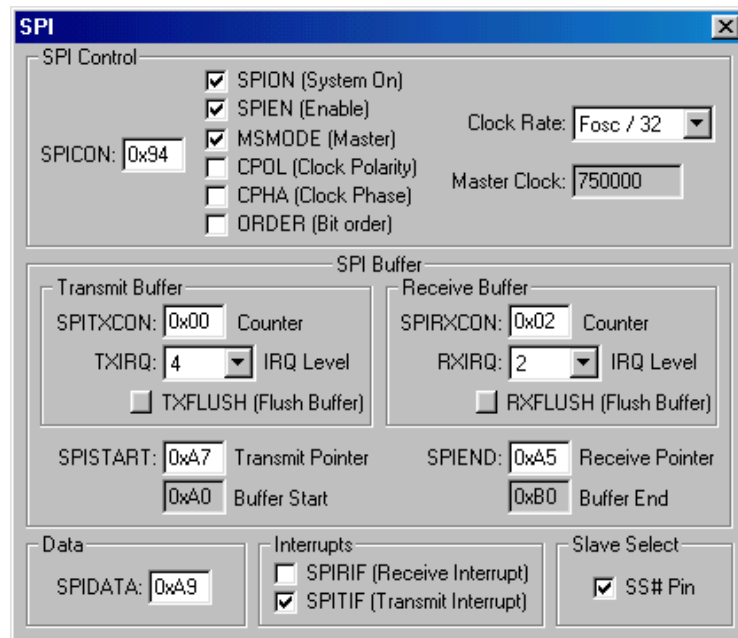 SPI
SPI Control
SPION (System On)
SPIEN (Enable)
MSMODE (Master)
CPOL (Clock Polarity)
CPHA (Clock Phase)
ORDER (Bit order)
SPICON: 0x94
Clock Rate: Fosc / 32
Master Clock: 750000
SPI Buffer
Transmit Buffer
SPITXCON: 0x00 Counter
TXIRQ: 4 IRQ Level
TXFLUSH (Flush Buffer)
Receive Buffer
SPIRXCON: 0x02 Counter
RXIRQ: 2 IRQ Level
RXFLUSH (Flush Buffer)
SPISTART: 0xA7 Transmit Pointer
0xA0 Buffer Start
SPIEND: 0xA5 Receive Pointer
0xB0 Buffer End
Data
SPIDATA: 0xA9
Interrupts
SPIRIF (Receive Interrupt)
SPITIF (Transmit Interrupt)
Slave Select
SS# Pin